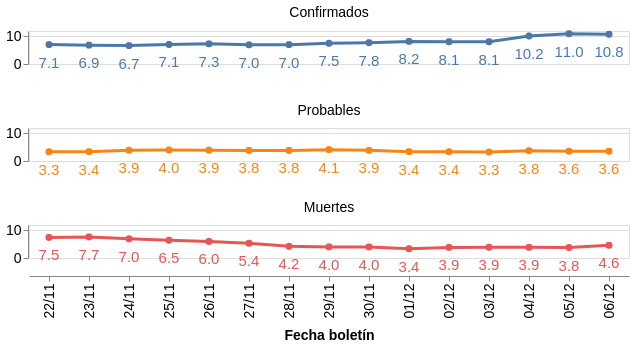 Confirmados
10
0
7.1 6.9 6.7 7.1 7.3 7.0 7.0 7.5 7.8 8.2 8.1 8.1 10.2 11.0 10.8
Probables
10
0
3.3 3.4 3.9 4.0 3.9 3.8 3.8 4.1 3.9 3.4 3.4 3.3 3.8 3.6 3.6
Muertes
10
0
7.5 7.7 7.0 6.5 6.0 5.4 4.2 4.0 4.0 3.4 3.9 3.9 3.9 3.8 4.6
22/11 23/11 24/11 25/11 26/11 27/11 28/11 29/11 30/11 01/12 02/12 03/12 04/12 05/12 06/12
Fecha boletín